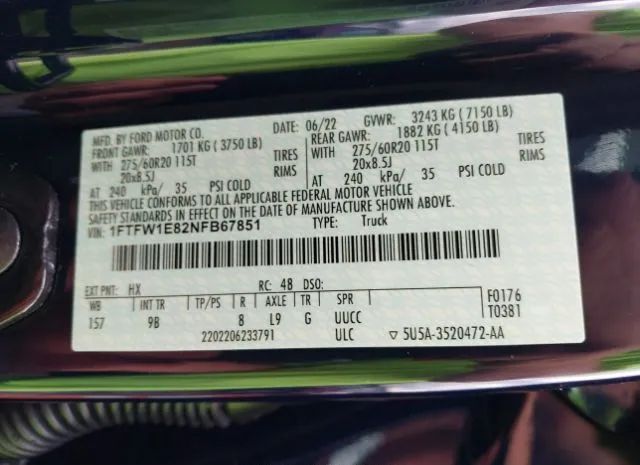 MFD. BY FORD MOTOR CO.
DATE: 06/22 GVWR: 3243 KG (7150 LB)
FRONT GAWR: 1701 KG (3750 LB)
REAR GAWR: 1882 KG (4150 LB)
WITH 275/60R20 115T TIRES
20x8.5J RIMS
WITH 275/60R20 115T TIRES
20x8.5J RIMS
AT 240 kPa/ 35 PSI COLD
AT 240 kPa/ 35 PSI COLD
THIS VEHICLE CONFORMS TO ALL APPLICABLE FEDERAL MOTOR VEHICLE
SAFETY STANDARDS IN EFFECT ON THE DATE OF MANUFACTURE SHOWN ABOVE.
VIN: 1FTFW1E82NFB67851
TYPE: Truck
EXT PNT: HX RC: 48 DSO:
WB INT TR TP/PS R AXLE TR SPR
157 9B 8 L9 G UUCC
F0176
T0381
2202206233791 ULC
5U5A-3520472-AA